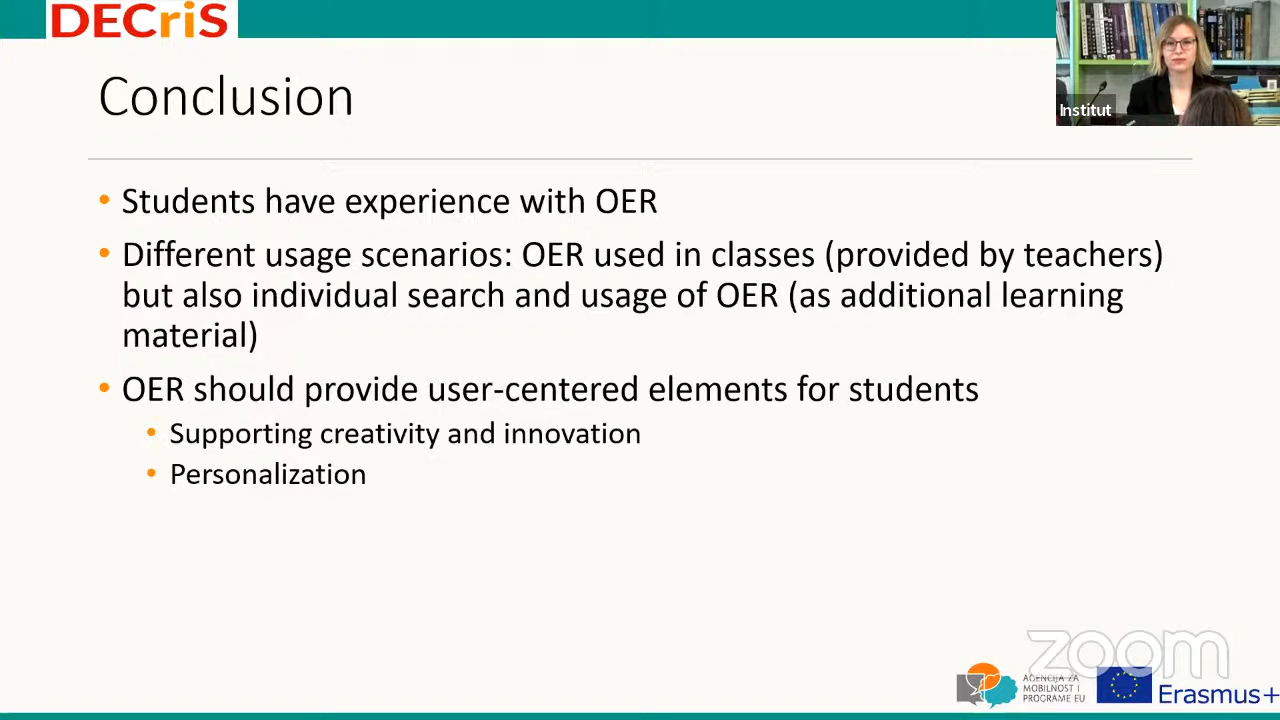 DECriS
Conclusion
Institut
• Students have experience with OER
• Different usage scenarios: OER used in classes (provided by teachers)
but also individual search and usage of OER (as additional learning
material)
• OER should provide user-centered elements for students
• Supporting creativity and innovation
• Personalization
zoom
AGENCIJA ZA
MOBILNOST I
PROGRAME EU
Erasmus+